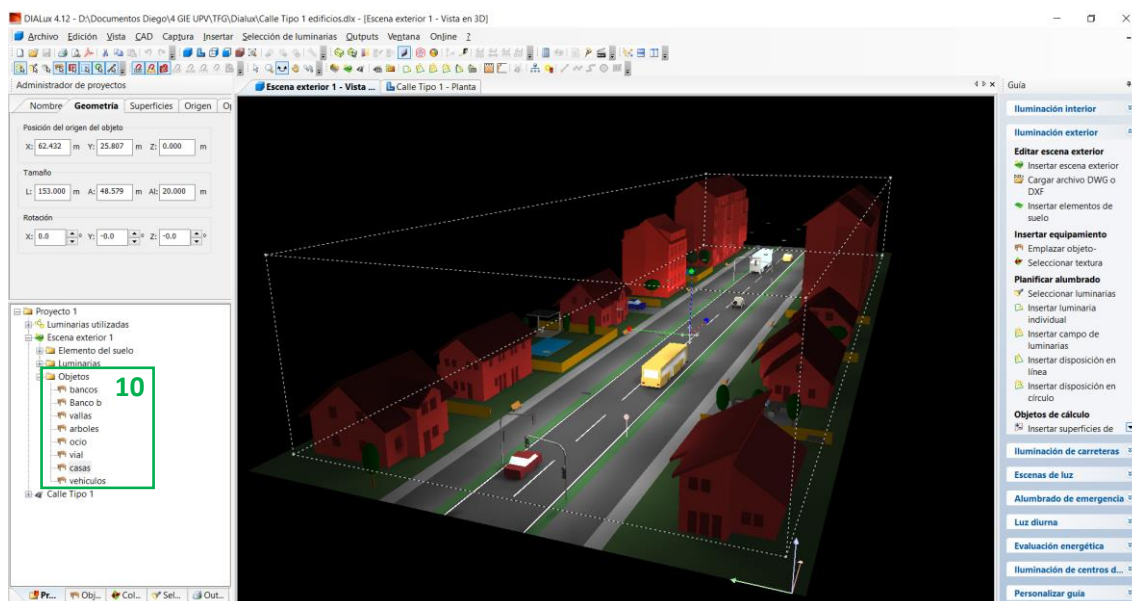 DIALux 4.12 - D:\Documentos Diego\4 GIE UPV\TFG\Dialux\Calle Tipo 1 edificios.dlx - [Escena exterior 1 - Vista en 3D]
Archivo Edición Vista CAD Captura Insertar Selección de luminarias Outputs Ventana Online ?
Administrador de proyectos
Nombre Geometría Superficies Origen
Posición del origen del objeto
X: 62.432 m Y: 25.807 m Z: 0.000 m
Tamaño
L: 153.000 m A: 48.579 m Al: 20.000 m
Rotación
X: 0.0 ° Y: -0.0 ° Z: -0.0 °
Proyecto 1
Luminarias utilizadas
Escena exterior 1
Elemento del suelo
Luminarias
Objetos
10
bancos
Banco b
vallas
arboles
ocio
vial
casas
vehiculos
Calle Tipo 1
Pr... Obj... Col... Sel... Out...
Escena exterior 1 - Vista ... Calle Tipo 1 - Planta
Guía
Iluminación interior
Iluminación exterior
Editar escena exterior
Insertar escena exterior
Cargar archivo DWG o
DXF
Insertar elementos de
suelo
Insertar equipamiento
Emplazar objeto-
Seleccionar textura
Planificar alumbrado
Seleccionar luminarias
Insertar luminaria
individual
Insertar campo de
luminarias
Insertar disposición en
línea
Insertar disposición en
círculo
Objetos de cálculo
Insertar superficies de
Iluminación de carreteras
Escenas de luz
Alumbrado de emergencia
Luz diurna
Evaluación energética
Iluminación de centros d...
Personalizar guía